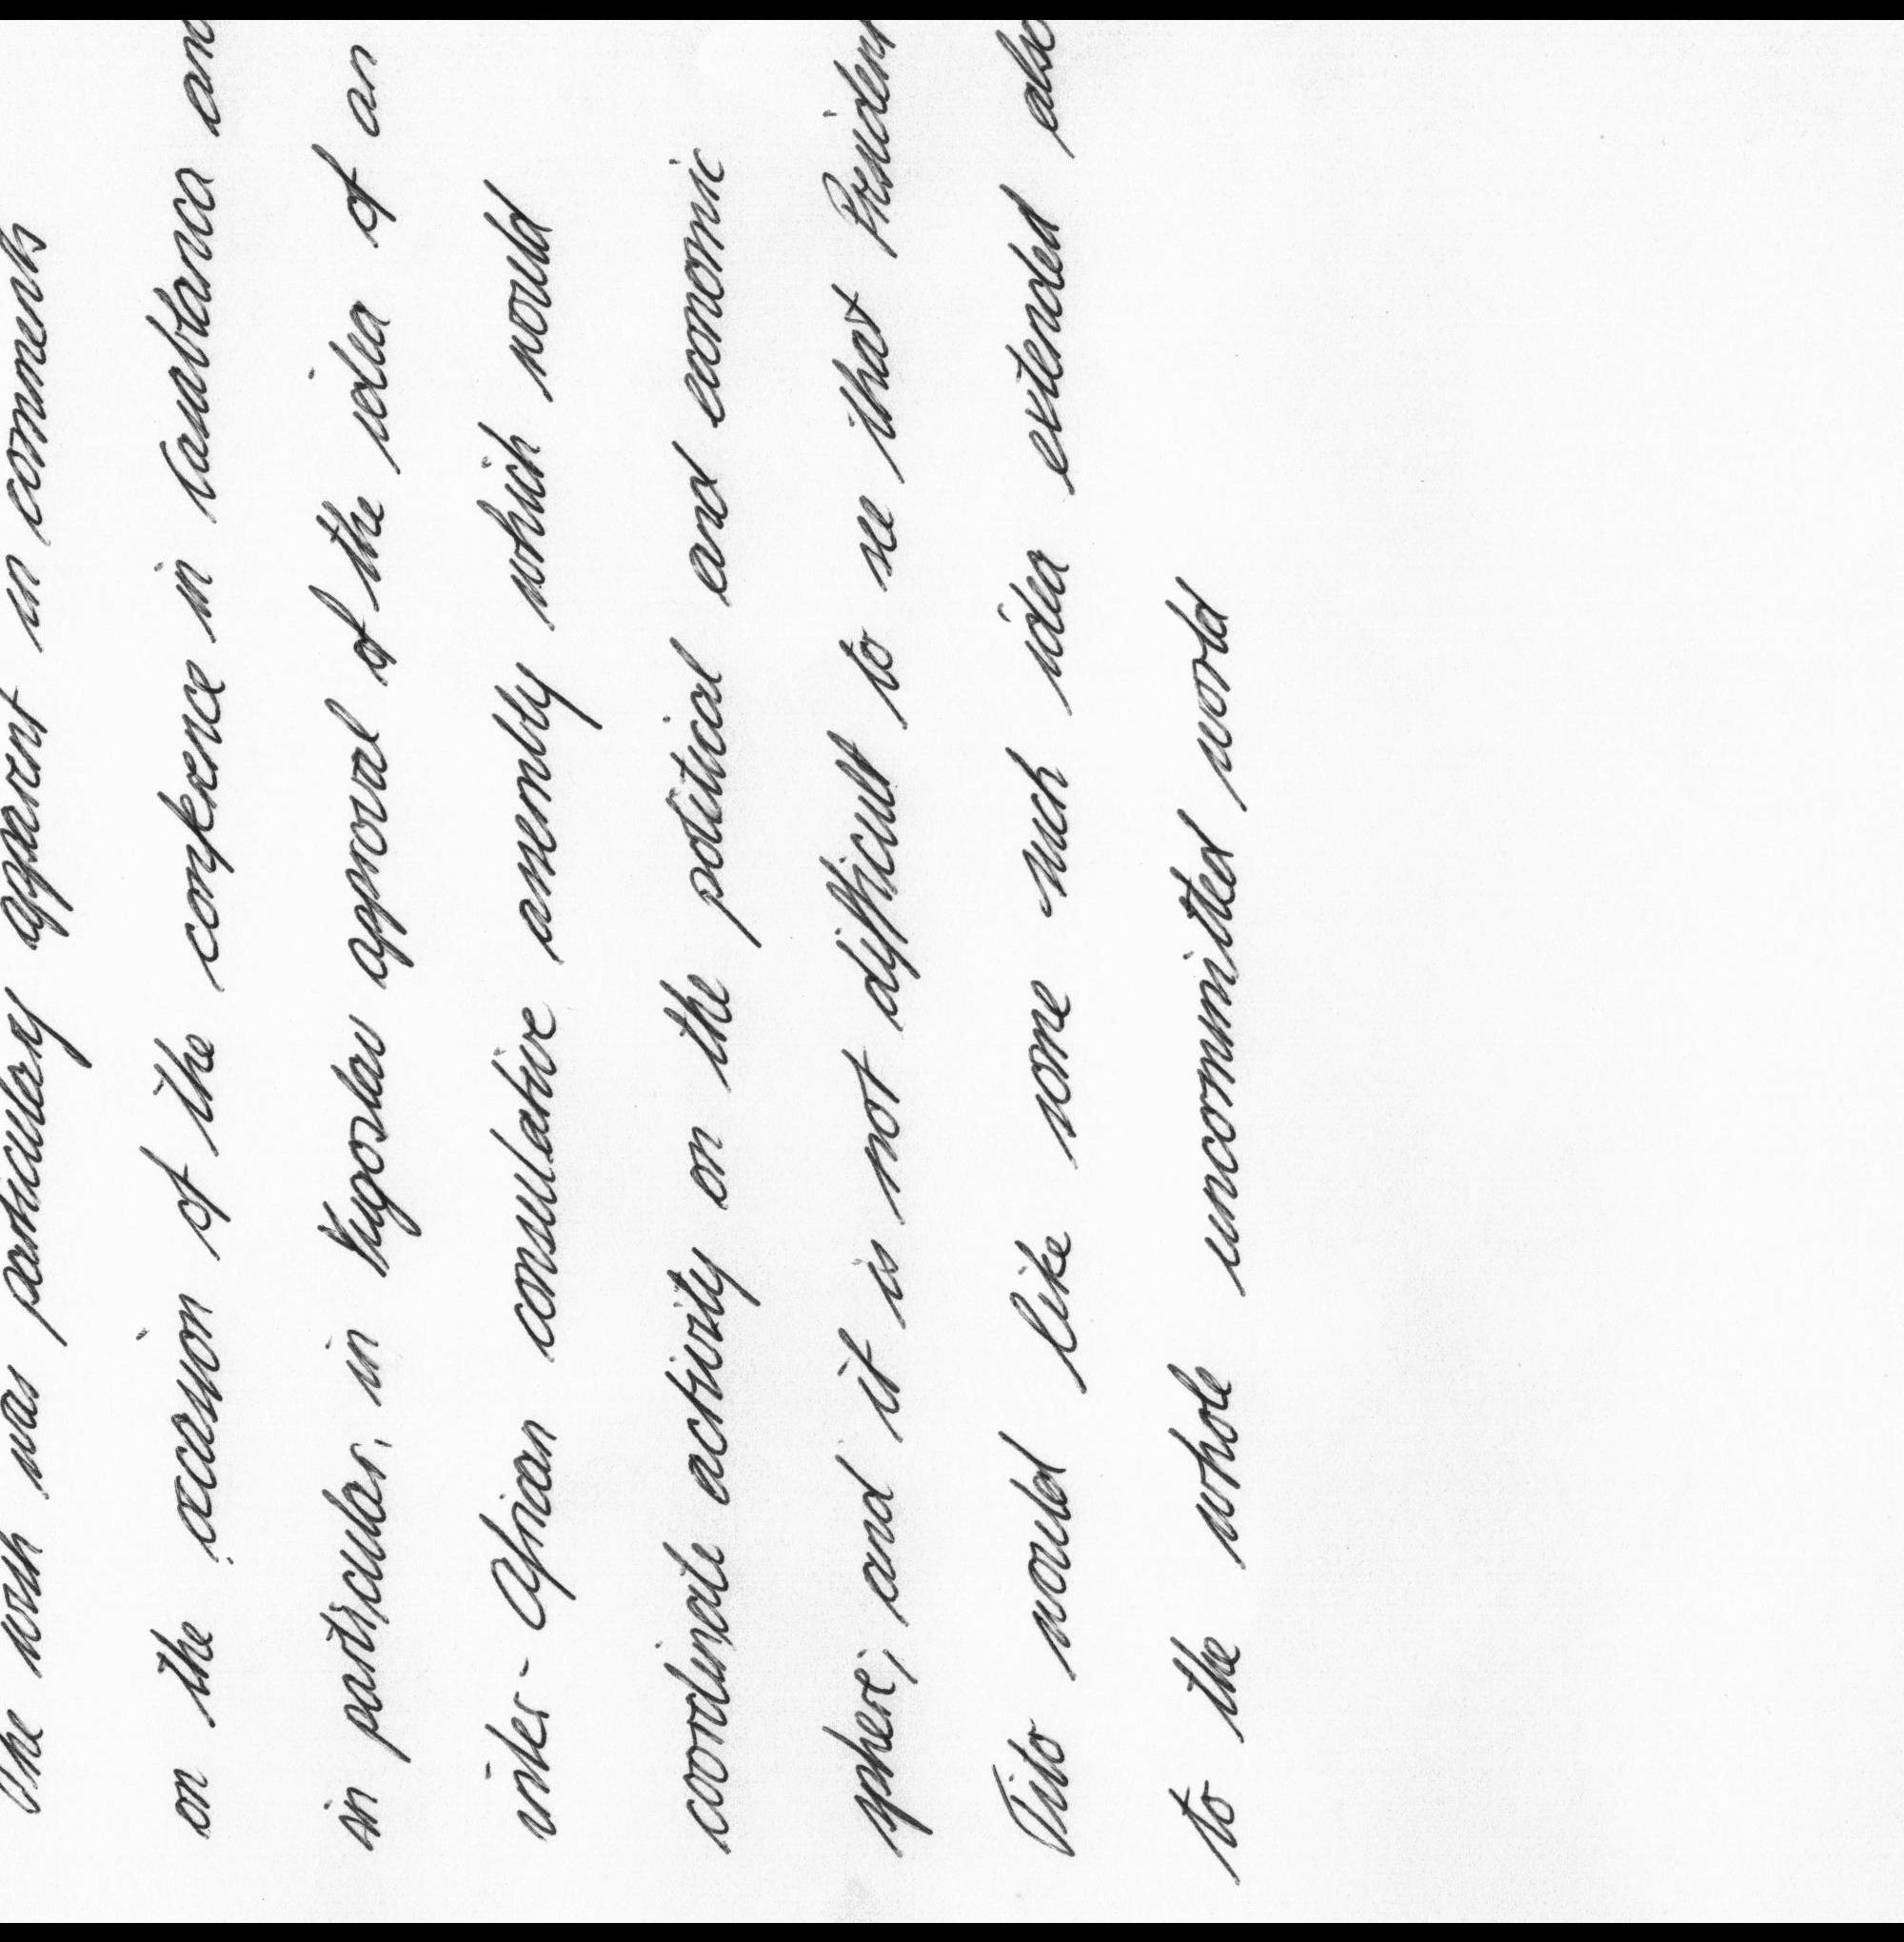 The wish was particulary apparent in comments
on the occasion of the conference in Casablanca and
in particular, in Yugoslav approval of the idea of an
inter-African consultative assembly which would
coordinate activity on the political and economic
sphere, and it is not difficult to see that President
Tito would like some such idea extended also
to the whole uncommitted world